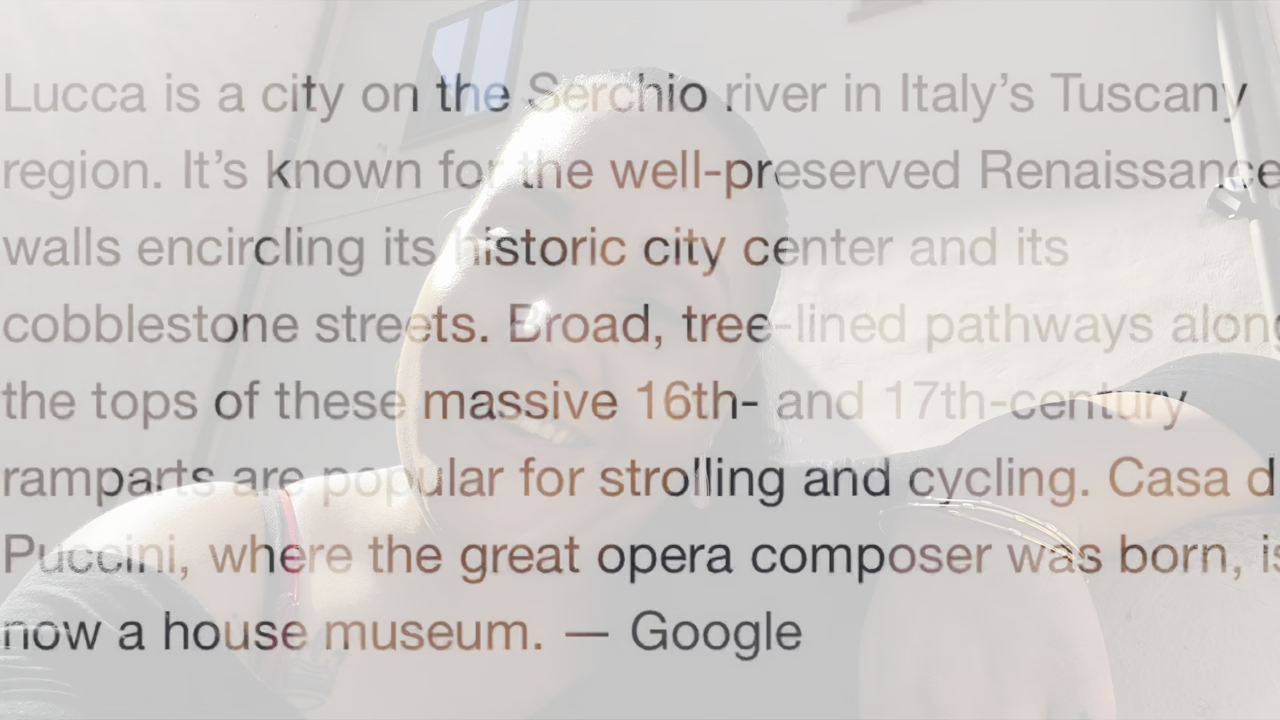 Lucca is a city on the Serchio river in Italy’s Tuscany
region. It’s known for the well-preserved Renaissance
walls encircling its historic city center and its
cobblestone streets. Broad, tree-lined pathways along
the tops of these massive 16th- and 17th-century
ramparts are popular for strolling and cycling. Casa d
Puccini, where the great opera composer was born, is
now a house museum. — Google